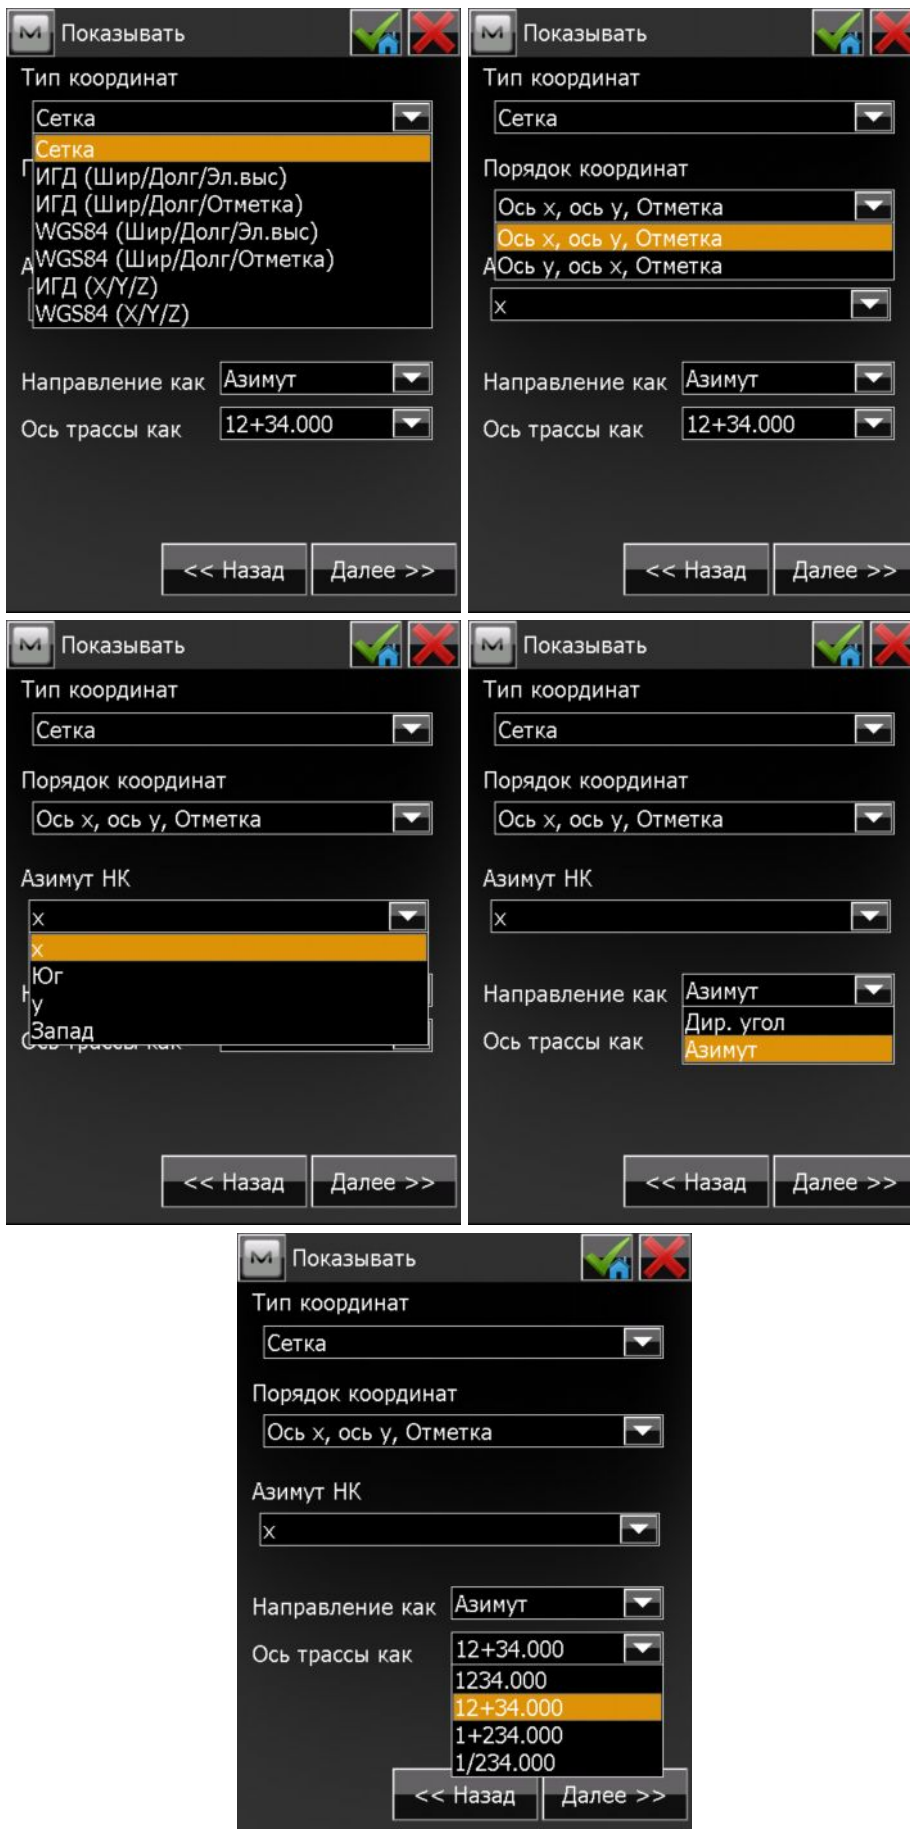 Показывать
Тип координат
Сетка
Сетка
ИГД (Шир/Долг/Эл.выс)
ИГД (Шир/Долг/Отметка)
WGS84 (Шир/Долг/Эл.выс)
WGS84 (Шир/Долг/Отметка)
ИГД (X/Y/Z)
WGS84 (X/Y/Z)
Направление как Азимут
Ось трассы как 12+34.000
<< Назад Далее >>
Показывать
Тип координат
Сетка
Порядок координат
Ось x, ось y, Отметка
Ось x, ось y, Отметка
Ось y, ось x, Отметка
x
Направление как Азимут
Ось трассы как 12+34.000
<< Назад Далее >>
Показывать
Тип координат
Сетка
Порядок координат
Ось x, ось y, Отметка
Азимут НК
x
x
Юг
y
Запад
<< Назад Далее >>
Показывать
Тип координат
Сетка
Порядок координат
Ось x, ось y, Отметка
Азимут НК
x
Направление как Азимут
Дир. угол
Ось трассы как
Азимут
<< Назад Далее >>
Показывать
Тип координат
Сетка
Порядок координат
Ось x, ось y, Отметка
Азимут НК
x
Направление как Азимут
Ось трассы как 12+34.000
1234.000
12+34.000
1+234.000
1/234.000
<< Назад Далее >>